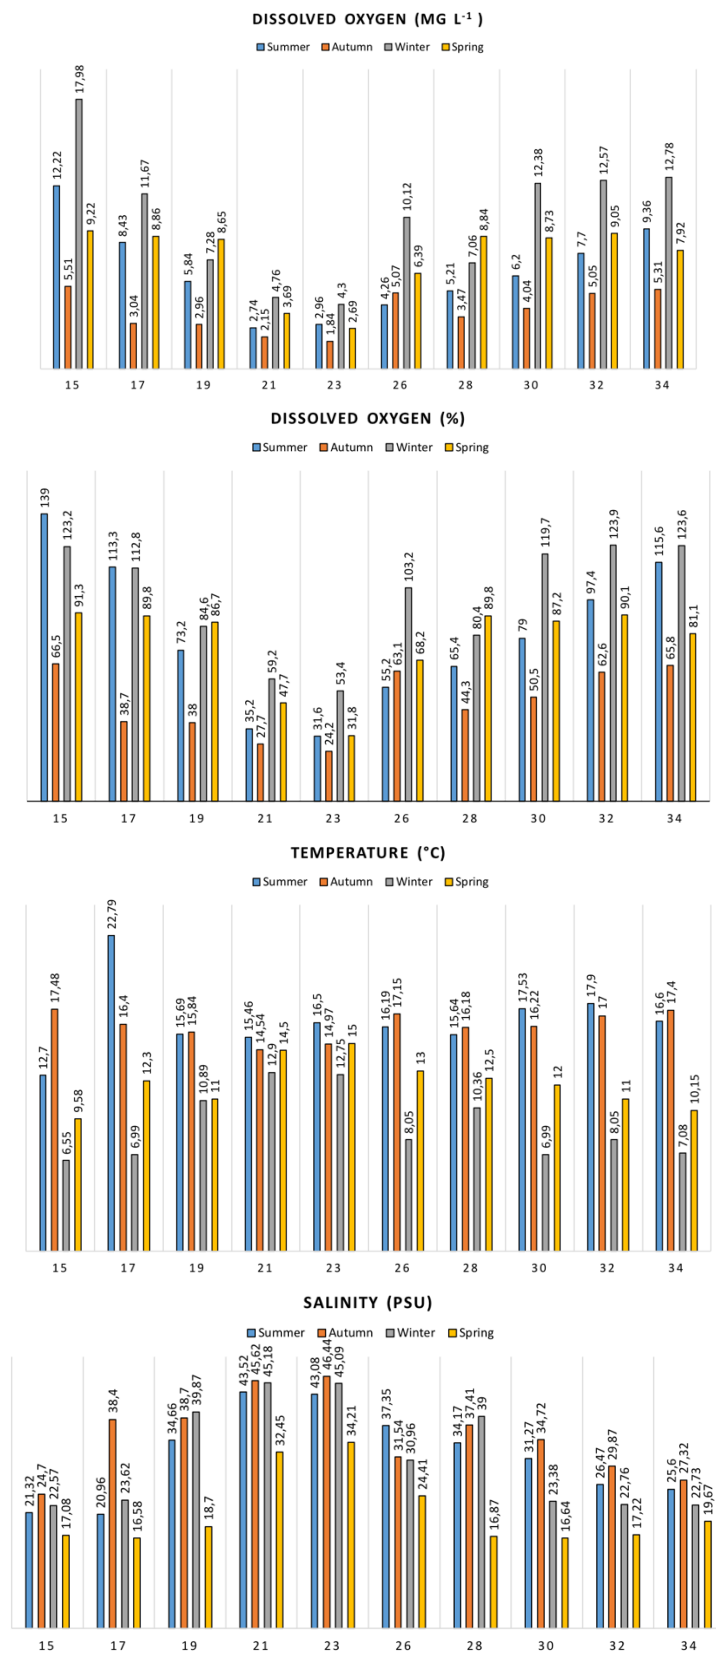 DISSOLVED OXYGEN (MG L-1 )
Summer Autumn Winter Spring
12,22 5,51 17,98 9,22 8,43 3,04 11,67 8,86 5,84 2,96 7,28 8,65 2,74 2,15 4,76 3,69 2,96 1,84 4,3 2,69 4,26 5,07 10,12 6,39 5,21 3,47 7,06 8,84 6,2 4,04 12,38 8,73 7,7 5,05 12,57 9,05 9,36 5,31 12,78 7,92
15 17 19 21 23 26 28 30 32 34
DISSOLVED OXYGEN (%)
Summer Autumn Winter Spring
139 66,5 123,2 91,3 113,3 38,7 112,8 89,8 73,2 38 84,6 86,7 35,2 27,7 59,2 47,7 31,6 24,2 53,4 31,8 55,2 63,1 103,2 68,2 65,4 44,3 80,4 89,8 79 50,5 119,7 87,2 97,4 62,6 123,9 90,1 115,6 65,8 123,6 81,1
15 17 19 21 23 26 28 30 32 34
TEMPERATURE (°C)
Summer Autumn Winter Spring
12,7 17,48 6,55 9,58 22,79 16,4 6,99 12,3 15,69 15,84 10,89 11 15,46 14,54 12,9 14,5 16,5 14,97 12,75 15 16,19 17,15 8,05 13 15,64 16,18 10,36 12,5 17,53 16,22 6,99 12 17,9 17 8,05 11 16,6 17,4 7,08 10,15
15 17 19 21 23 26 28 30 32 34
SALINITY (PSU)
Summer Autumn Winter Spring
21,32 24,7 22,57 17,08 20,96 38,4 23,62 16,58 34,66 38,7 39,87 18,7 43,52 45,62 45,18 32,45 43,08 46,44 45,09 34,21 37,35 31,54 30,96 24,41 34,17 37,41 39 16,87 31,27 34,72 23,38 16,64 26,47 29,87 22,76 17,22 25,6 27,32 22,73 19,67
15 17 19 21 23 26 28 30 32 34